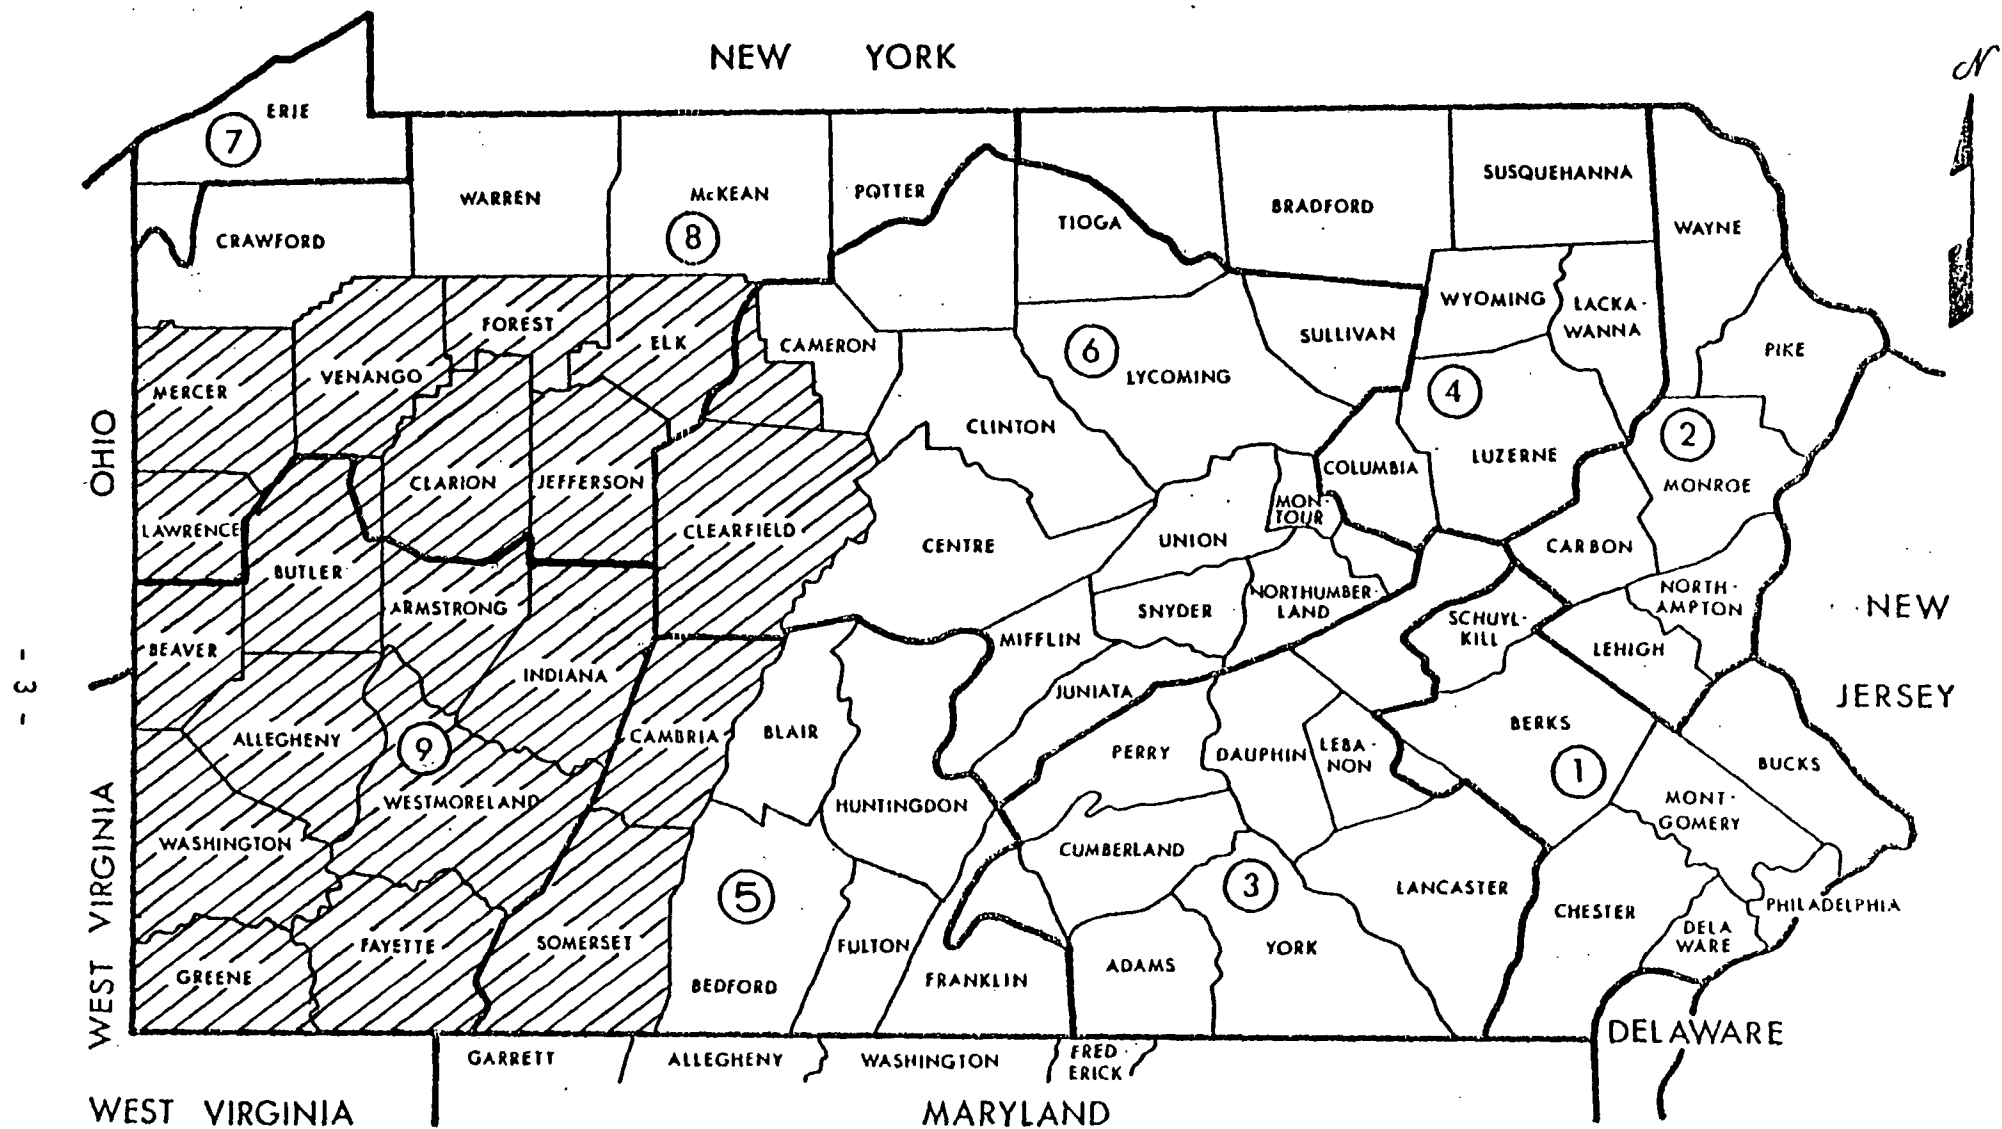 NEW YORK
N
ERIE
7
WARREN
McKEAN
8
POTTER
TIOGA
BRADFORD
SUSQUEHANNA
WAYNE
CRAWFORD
FOREST
ELK
CAMERON
6
LYCOMING
SULLIVAN
WYOMING
LACKA-
WANNA
PIKE
MERCER
VENANGO
CLINTON
4
2
OHIO
LAWRENCE
CLARION
JEFFERSON
CLEARFIELD
CENTRE
UNION
MON-
TOUR
COLUMBIA
LUZERNE
MONROE
CARBON
BUTLER
ARMSTRONG
SNYDER
NORTHUMBER-
LAND
SCHUYL-
KILL
NORTH-
AMPTON
LEHIGH
NEW
JERSEY
- 3 -
BEAVER
INDIANA
MIFFLIN
JUNIATA
ALLEGHENY
9
WESTMORELAND
CAMBRIA
BLAIR
HUNTINGDON
PERRY
DAUPHIN
LEBA-
NON
BERKS
1
BUCKS
MONT-
GOMERY
WEST VIRGINIA
WASHINGTON
5
CUMBERLAND
3
LANCASTER
CHESTER
DELA
WARE
PHILADELPHIA
GREENE
FAYETTE
SOMERSET
BEDFORD
FULTON
FRANKLIN
ADAMS
YORK
DELAWARE
GARRETT
ALLEGHENY
WASHINGTON
FRED-
ERICK
WEST VIRGINIA
MARYLAND